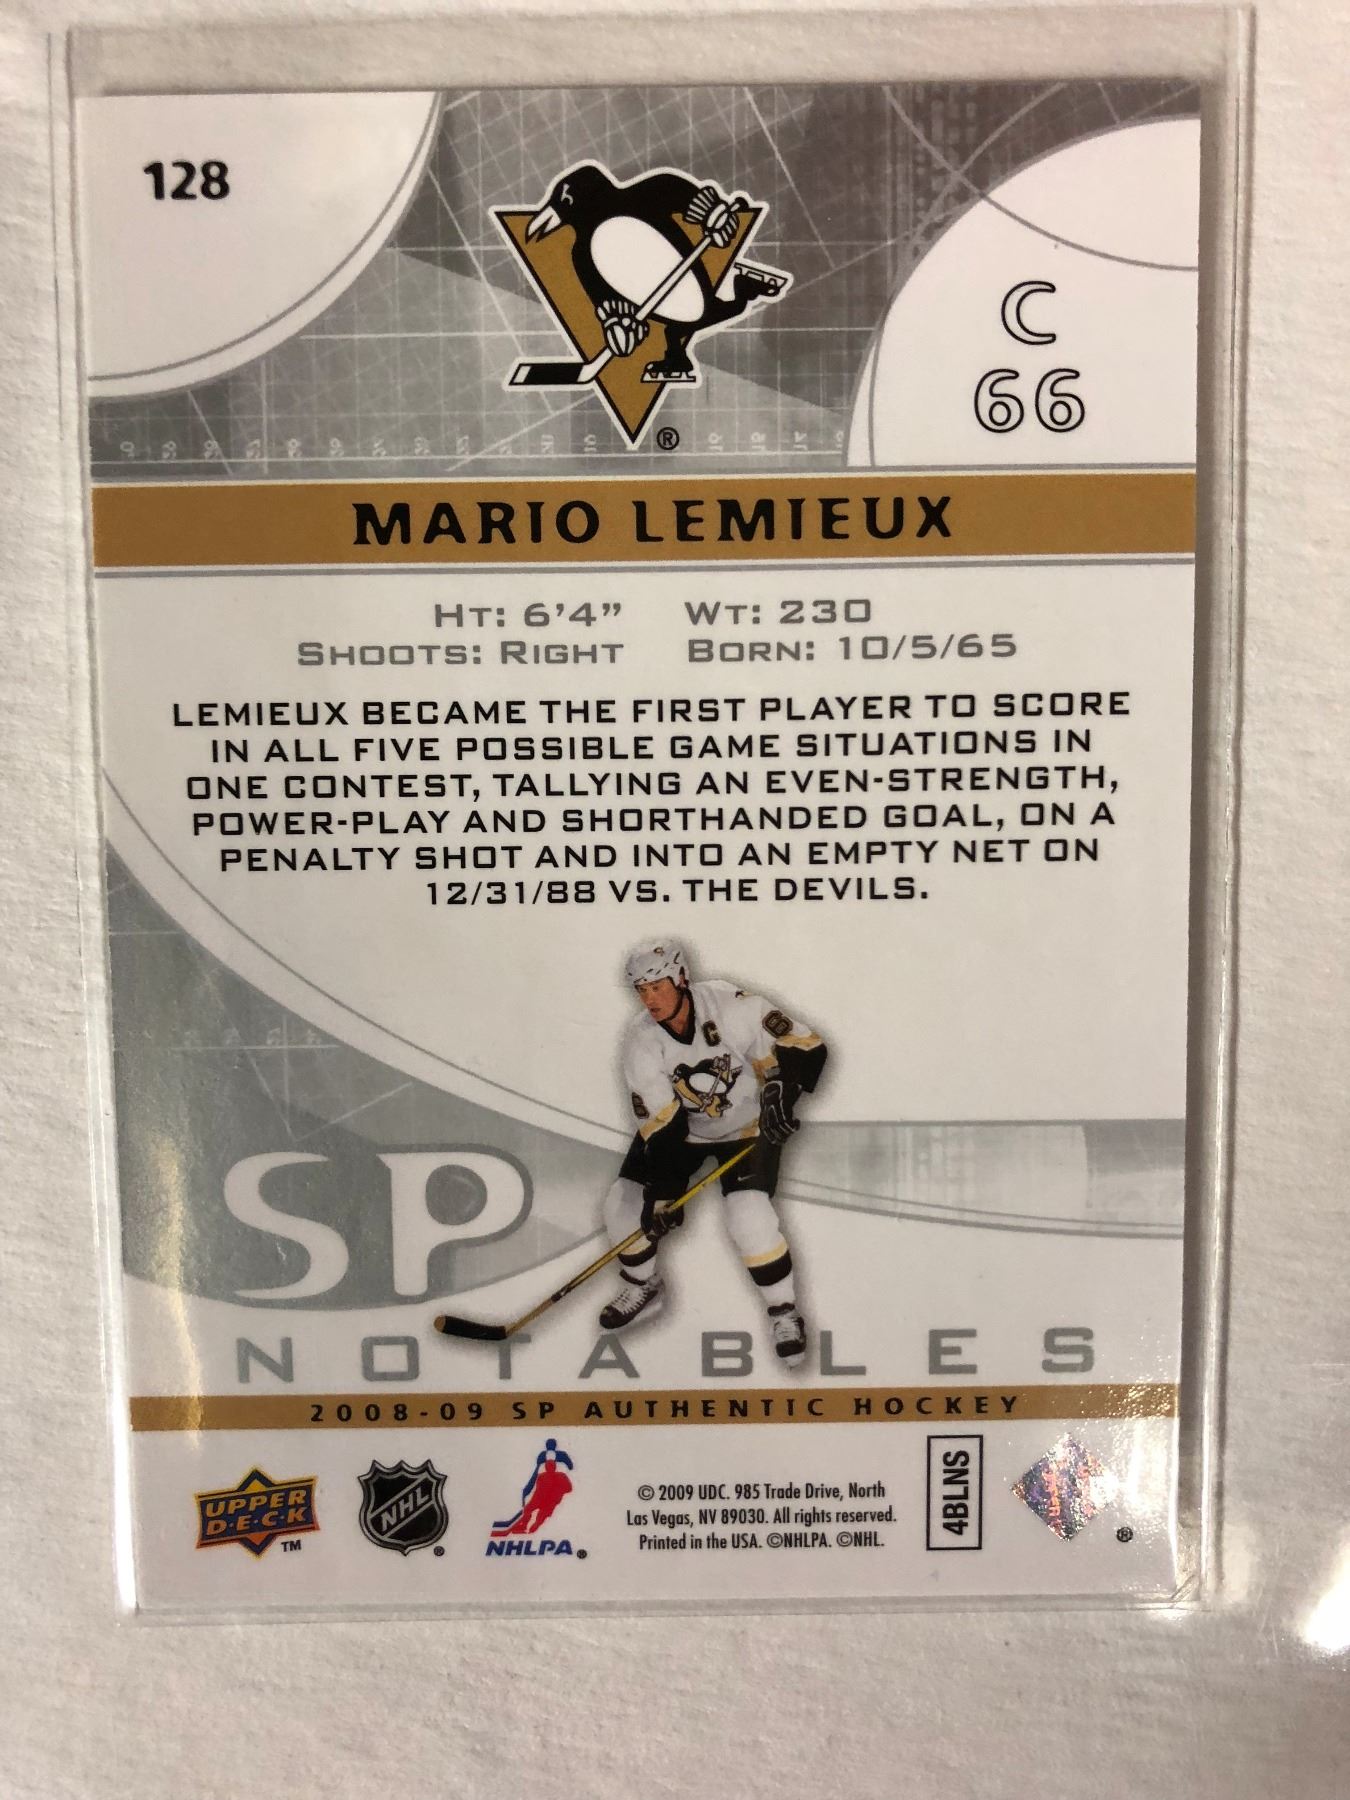 128
C
66
®
MARIO LEMIEUX
HT: 6'4" WT: 230
SHOOTS: RIGHT BORN: 10/5/65
LEMIEUX BECAME THE FIRST PLAYER TO SCORE
IN ALL FIVE POSSIBLE GAME SITUATIONS IN
ONE CONTEST, TALLYING AN EVEN-STRENGTH,
POWER-PLAY AND SHORTHANDED GOAL, ON A
PENALTY SHOT AND INTO AN EMPTY NET ON
12/31/88 VS. THE DEVILS.
C
6
6
SP
NOTABLES
2008-09 SP AUTHENTIC HOCKEY
UPPER
D·E·C·K
TM
NHL
®
NHLPA®
© 2009 UDC. 985 Trade Drive, North
Las Vegas, NV 89030. All rights reserved.
Printed in the USA. ©NHLPA. ©NHL.
4BLNS
®